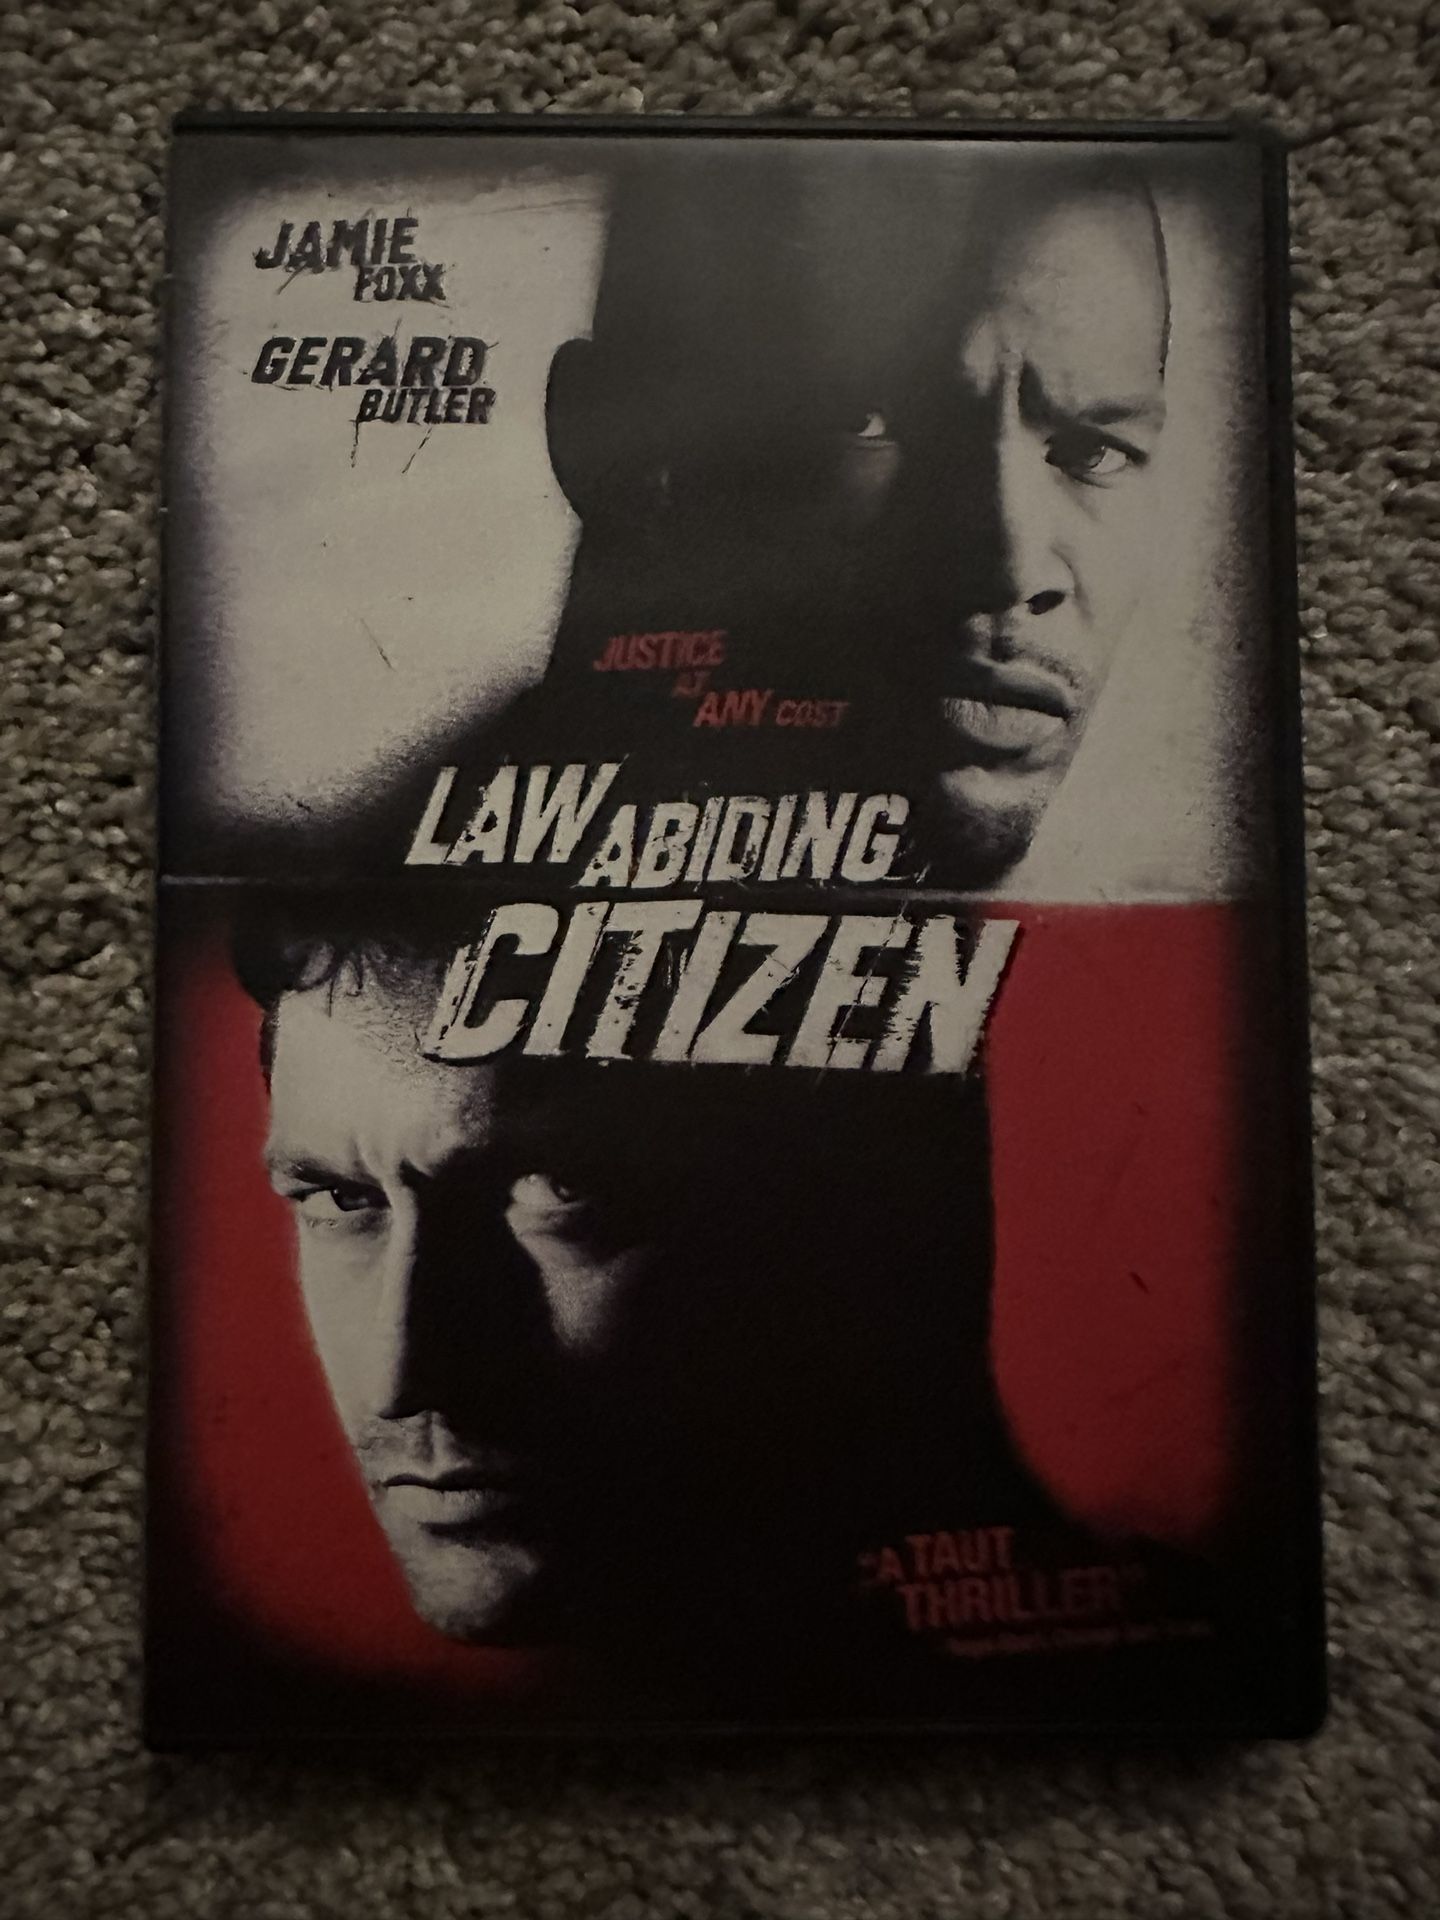 JAMIE
FOXX
GERARD
BUTLER
JUSTICE
AT
ANY COST
LAW ABIDING
CITIZEN
"A TAUT
THRILLER"